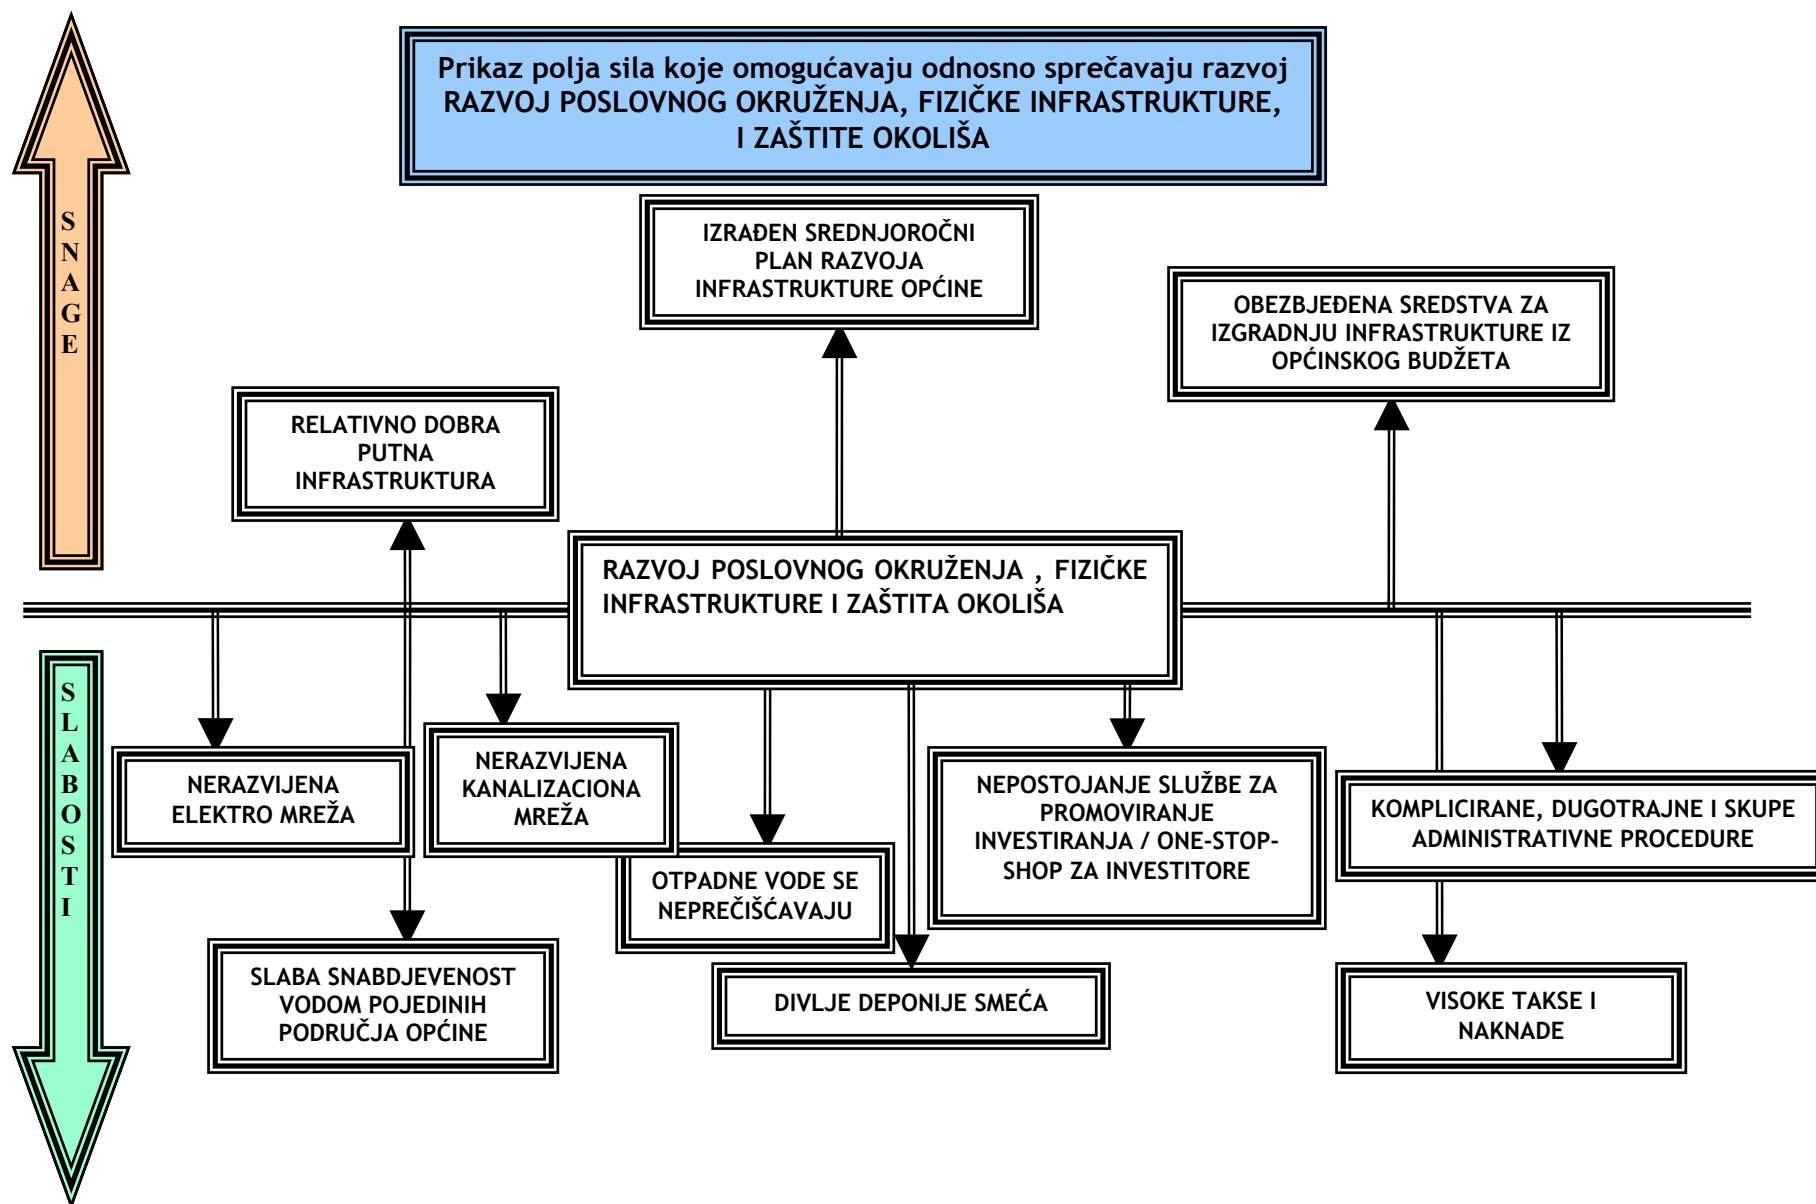 Prikaz polja sila koje omogućavaju odnosno sprečavaju razvoj
RAZVOJ POSLOVNOG OKRUŽENJA, FIZIČKE INFRASTRUKTURE,
I ZAŠTITE OKOLIŠA
S
N
A
G
E
IZRAĐEN SREDNJOROČNI
PLAN RAZVOJA
INFRASTRUKTURE OPĆINE
OBEZBJEĐENA SREDSTVA ZA
IZGRADNJU INFRASTRUKTURE IZ
OPĆINSKOG BUDŽETA
RELATIVNO DOBRA
PUTNA
INFRASTRUKTURA
RAZVOJ POSLOVNOG OKRUŽENJA , FIZIČKE
INFRASTRUKTURE I ZAŠTITA OKOLIŠA
S
L
A
B
O
S
T
I
NERAZVIJENA
ELEKTRO MREŽA
NERAZVIJENA
KANALIZACIONA
MREŽA
OTPADNE VODE SE
NEPREČIŠĆAVAJU
NEPOSTOJANJE SLUŽBE ZA
PROMOVIRANJE
INVESTIRANJA / ONE-STOP-
SHOP ZA INVESTITORE
KOMPLICIRANE, DUGOTRAJNE I SKUPE
ADMINISTRATIVNE PROCEDURE
SLABA SNABDJEVENOST
VODOM POJEDINIH
PODRUČJA OPĆINE
DIVLJE DEPONIJE SMEĆA
VISOKE TAKSE I
NAKNADE